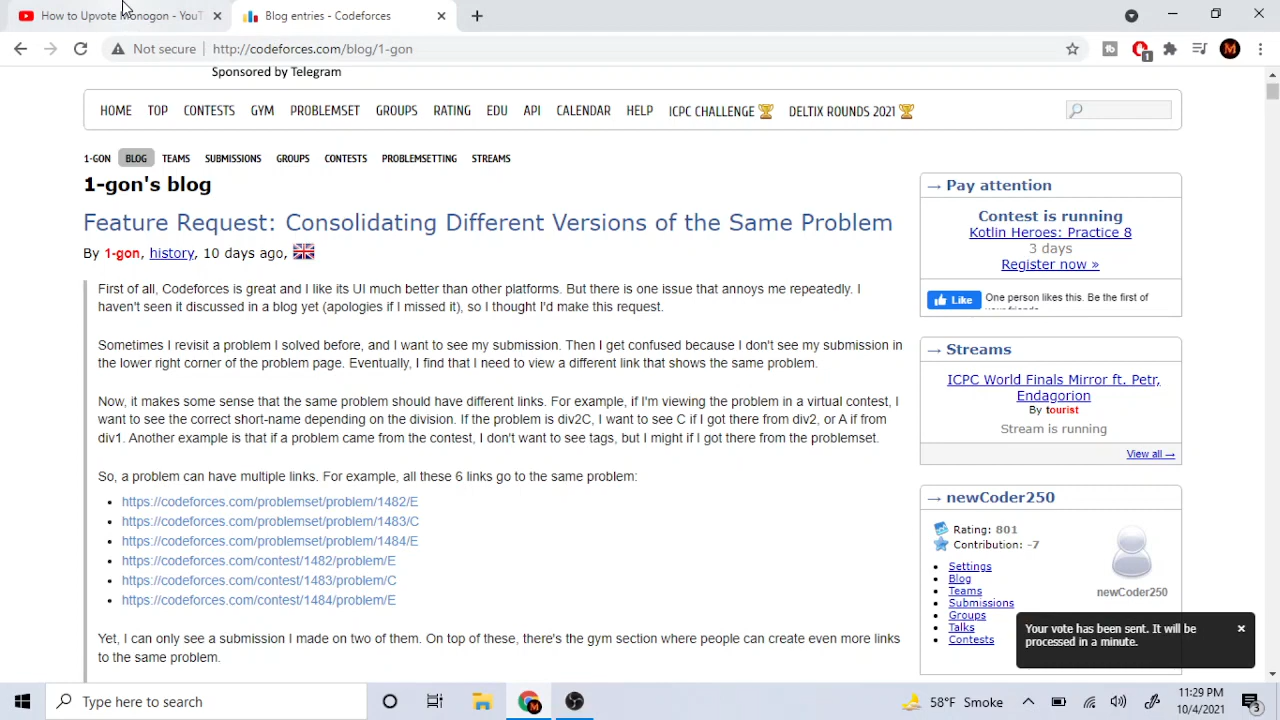 How to Upvote Monogon - YouT
Blog entries - Codeforces
Not secure
http://codeforces.com/blog/1-gon
1
M
Sponsored by Telegram
HOME TOP CONTESTS GYM PROBLEMSET GROUPS RATING EDU API CALENDAR HELP ICPC CHALLENGE DELTIX ROUNDS 2021
1-GON BLOG TEAMS SUBMISSIONS GROUPS CONTESTS PROBLEMSETTING STREAMS
1-gon's blog
Feature Request: Consolidating Different Versions of the Same Problem
By 1-gon, history, 10 days ago,
First of all, Codeforces is great and I like its UI much better than other platforms. But there is one issue that annoys me repeatedly. I
haven't seen it discussed in a blog yet (apologies if I missed it), so I thought I'd make this request.
Sometimes I revisit a problem I solved before, and I want to see my submission. Then I get confused because I don't see my submission in
the lower right corner of the problem page. Eventually, I find that I need to view a different link that shows the same problem.
Now, it makes some sense that the same problem should have different links. For example, if I'm viewing the problem in a virtual contest, I
want to see the correct short-name depending on the division. If the problem is div2C, I want to see C if I got there from div2, or A if from
div1. Another example is that if a problem came from the contest, I don't want to see tags, but I might if I got there from the problemset.
So, a problem can have multiple links. For example, all these 6 links go to the same problem:
https://codeforces.com/problemset/problem/1482/E
https://codeforces.com/problemset/problem/1483/C
https://codeforces.com/problemset/problem/1484/E
https://codeforces.com/contest/1482/problem/E
https://codeforces.com/contest/1483/problem/C
https://codeforces.com/contest/1484/problem/E
Yet, I can only see a submission I made on two of them. On top of these, there's the gym section where people can create even more links
to the same problem.
→ Pay attention
Contest is running
Kotlin Heroes: Practice 8
3 days
Register now »
Like
One person likes this. Be the first of
→ Streams
ICPC World Finals Mirror ft. Petr,
Endagorion
By tourist
Stream is running
View all →
→ newCoder250
Rating: 801
Contribution: -7
Settings
Blog
Teams
Submissions
Groups
Talks
Contests
newCoder250
Your vote has been sent. It will be
processed in a minute.
Type here to search
M
58°F Smoke
11:29 PM
10/4/2021
3